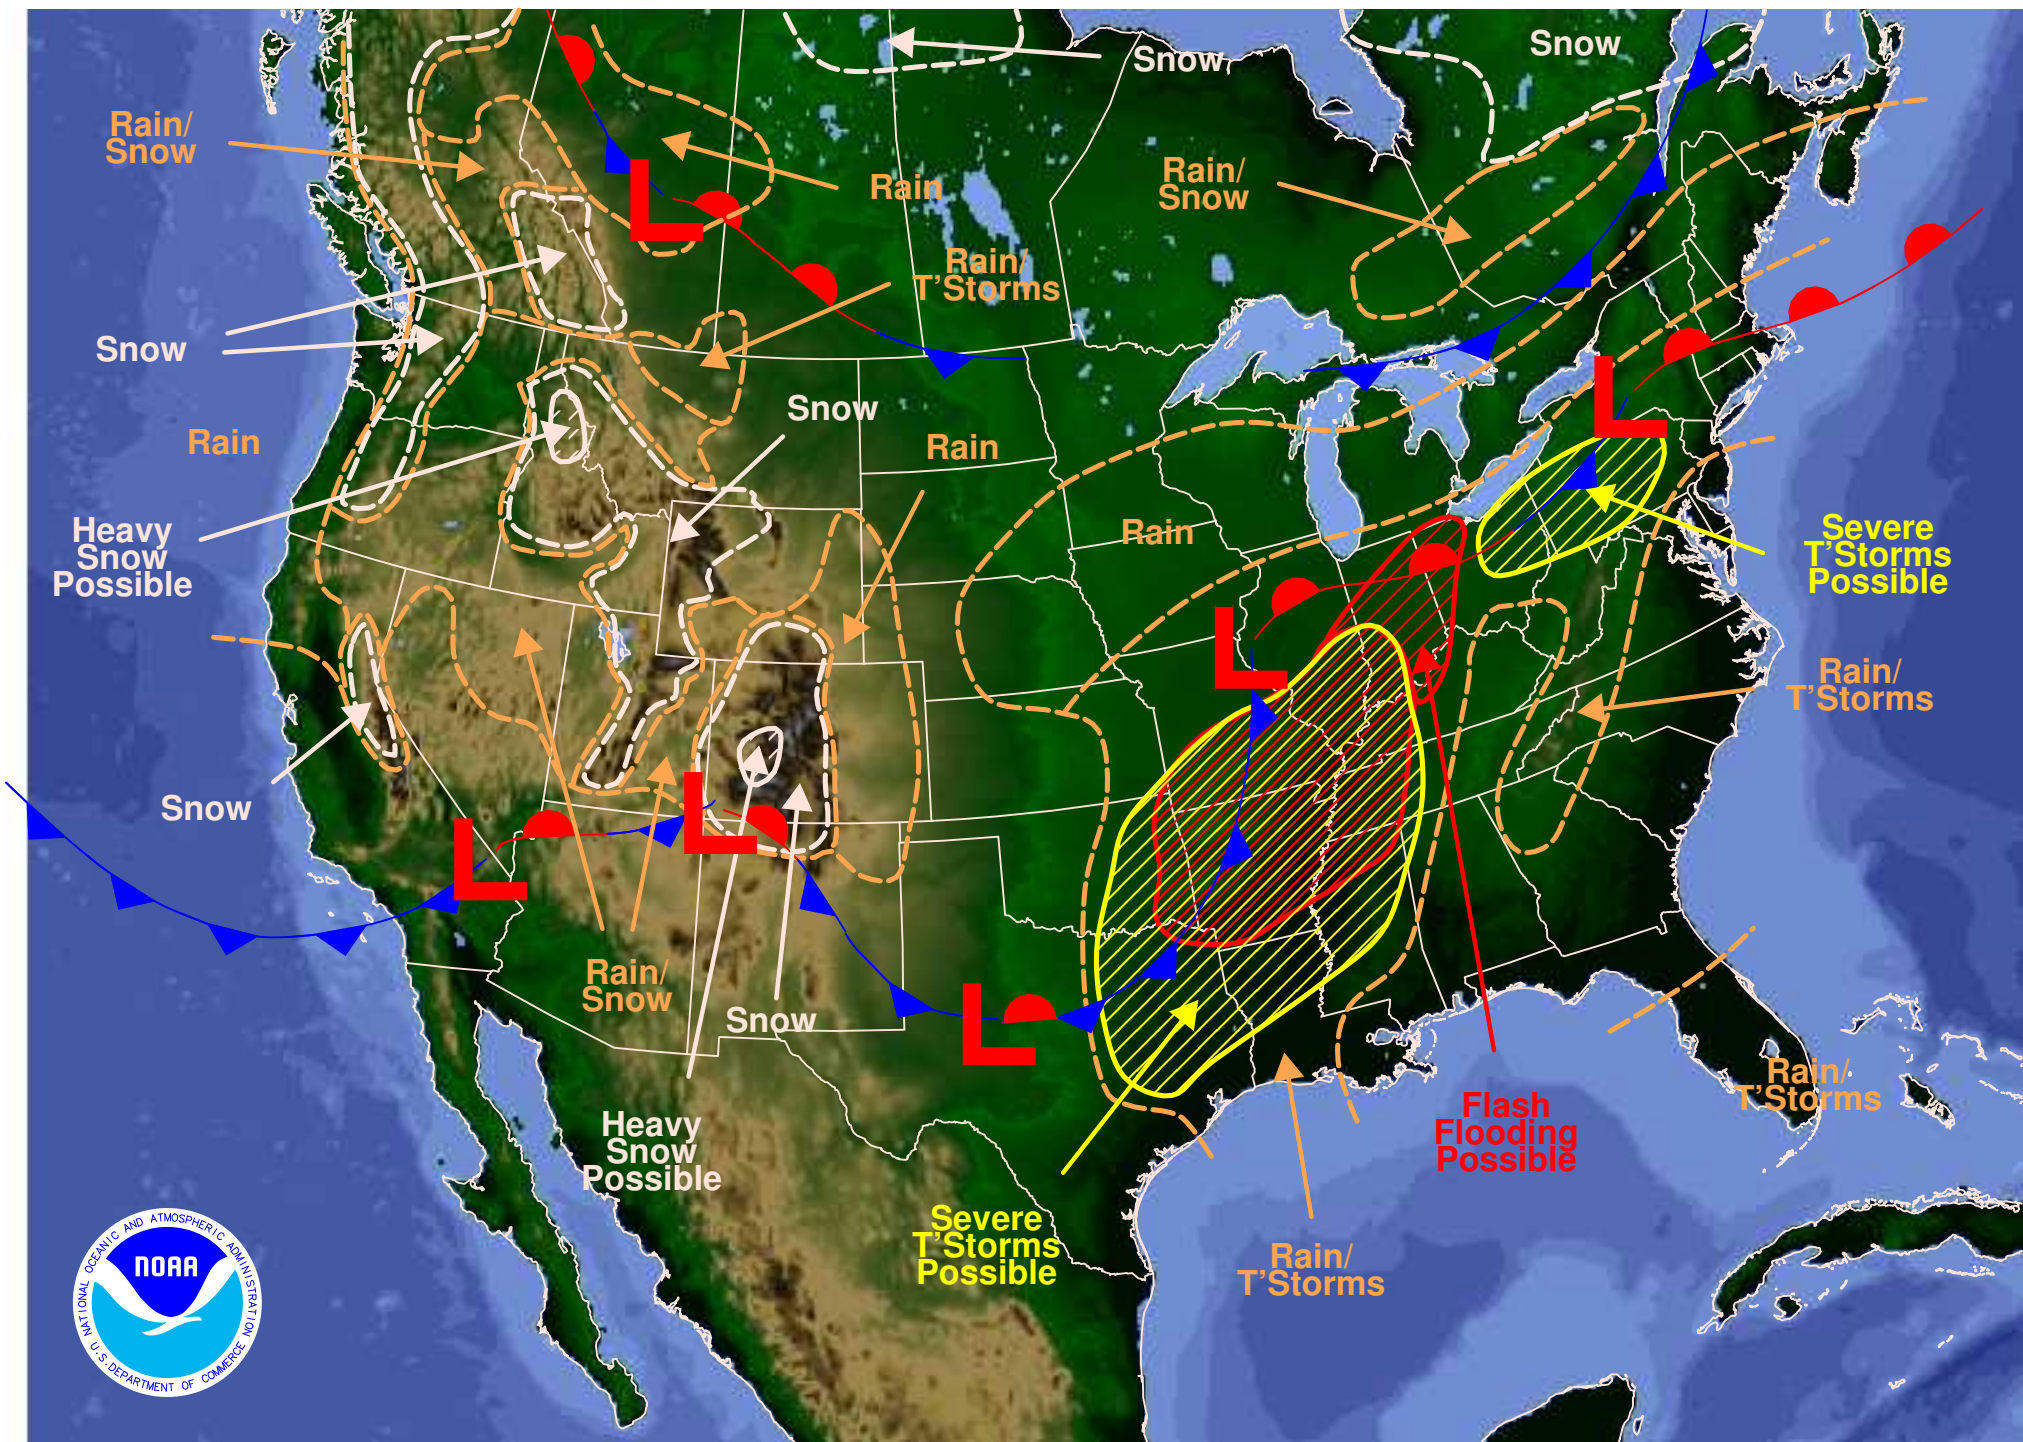 Snow
Snow
Rain/
Snow
Rain
Rain/
Snow
Rain/
T'Storms
Snow
Snow
Rain
Rain
Heavy
Snow
Possible
Rain
Severe
T'Storms
Possible
Rain/
T'Storms
Snow
Rain/
Snow
Snow
Heavy
Snow
Possible
Flash
Flooding
Possible
Rain/
T'Storms
Severe
T'Storms
Possible
Rain/
T'Storms
L
L
L
L
L
L
NATIONAL OCEANIC AND ATMOSPHERIC ADMINISTRATION
NOAA
U.S. DEPARTMENT OF COMMERCE